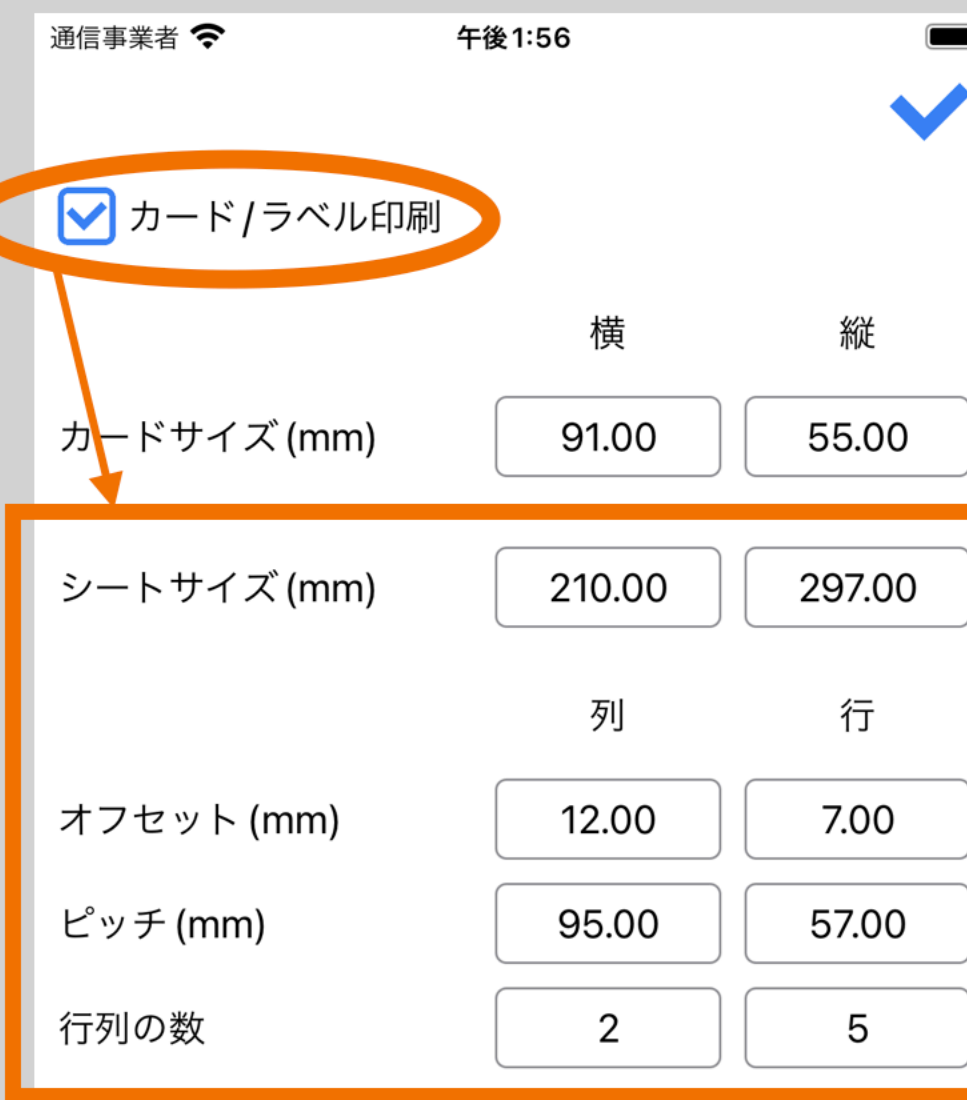 通信事業者 午後1:56
カード/ラベル印刷
横 縦
カードサイズ(mm) 91.00 55.00
シートサイズ(mm) 210.00 297.00
列 行
オフセット(mm) 12.00 7.00
ピッチ(mm) 95.00 57.00
行列の数 2 5